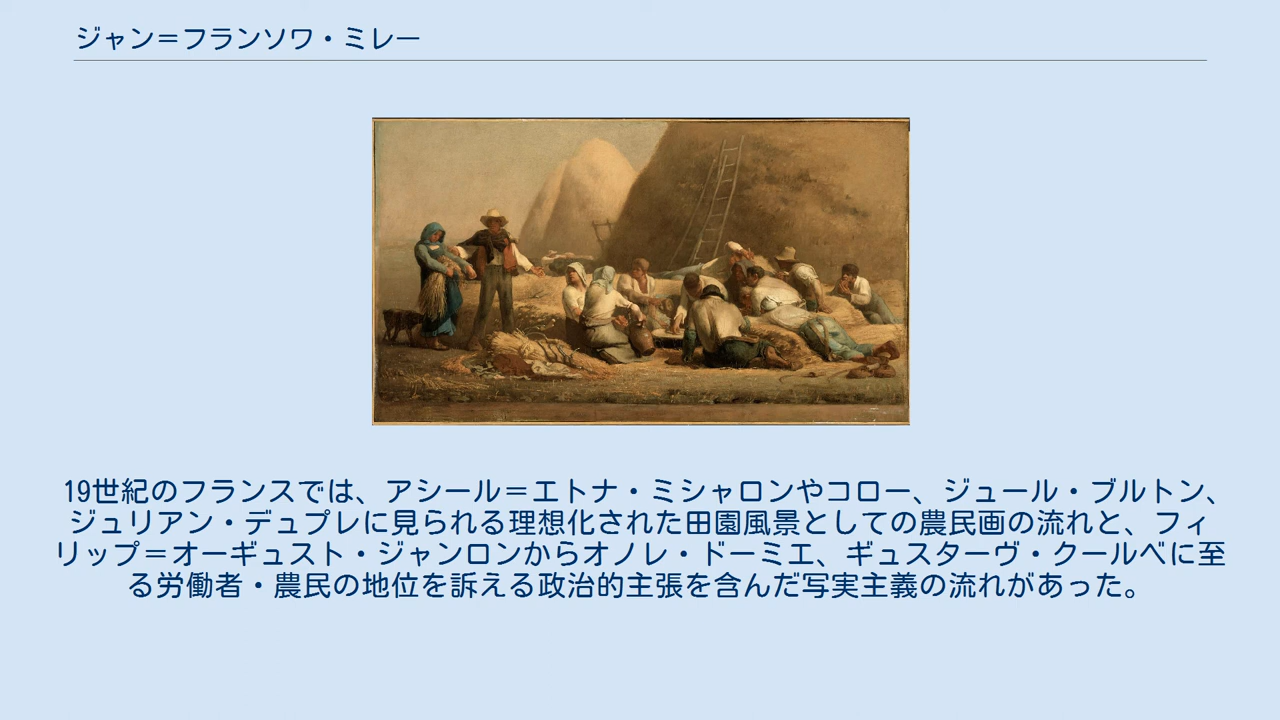 ジャン＝フランソワ・ミレー
19世紀のフランスでは、アシール＝エトナ・ミシャロンやコロー、ジュール・ブルトン、
ジュリアン・デュプレに見られる理想化された田園風景としての農民画の流れと、フィ
リップ＝オーギュスト・ジャンロンからオノレ・ドーミエ、ギュスターヴ・クールベに至
る労働者・農民の地位を訴える政治的主張を含んだ写実主義の流れがあった。